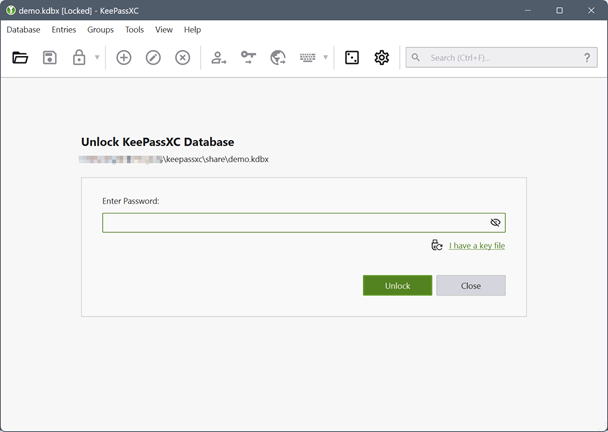 demo.kdbx [Locked] - KeePassXC
Database Entries Groups Tools View Help
Search (Ctrl+F)... ?
Unlock KeePassXC Database
\keepassxc\share\demo.kdbx
Enter Password:
I have a key file
Unlock Close